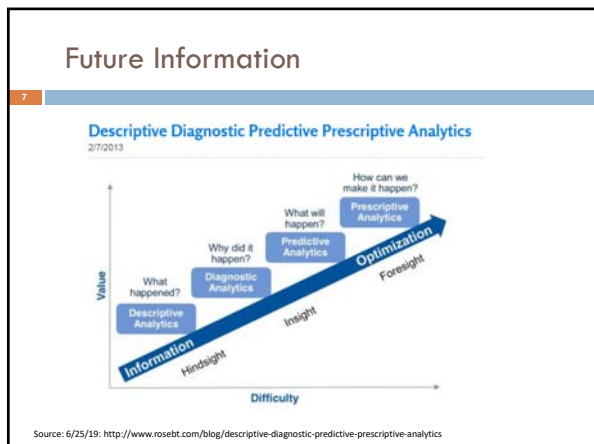 Future Information
7
Descriptive Diagnostic Predictive Prescriptive Analytics
2/7/2013
How can we
make it happen?
Prescriptive
Analytics
What will
happen?
Predictive
Analytics
Why did it
happen?
Diagnostic
Analytics
What
happened?
Descriptive
Analytics
Value
Information
Optimization
Hindsight
Insight
Foresight
Difficulty
Source: 6/25/19: http://www.rosebt.com/blog/descriptive-diagnostic-predictive-prescriptive-analytics